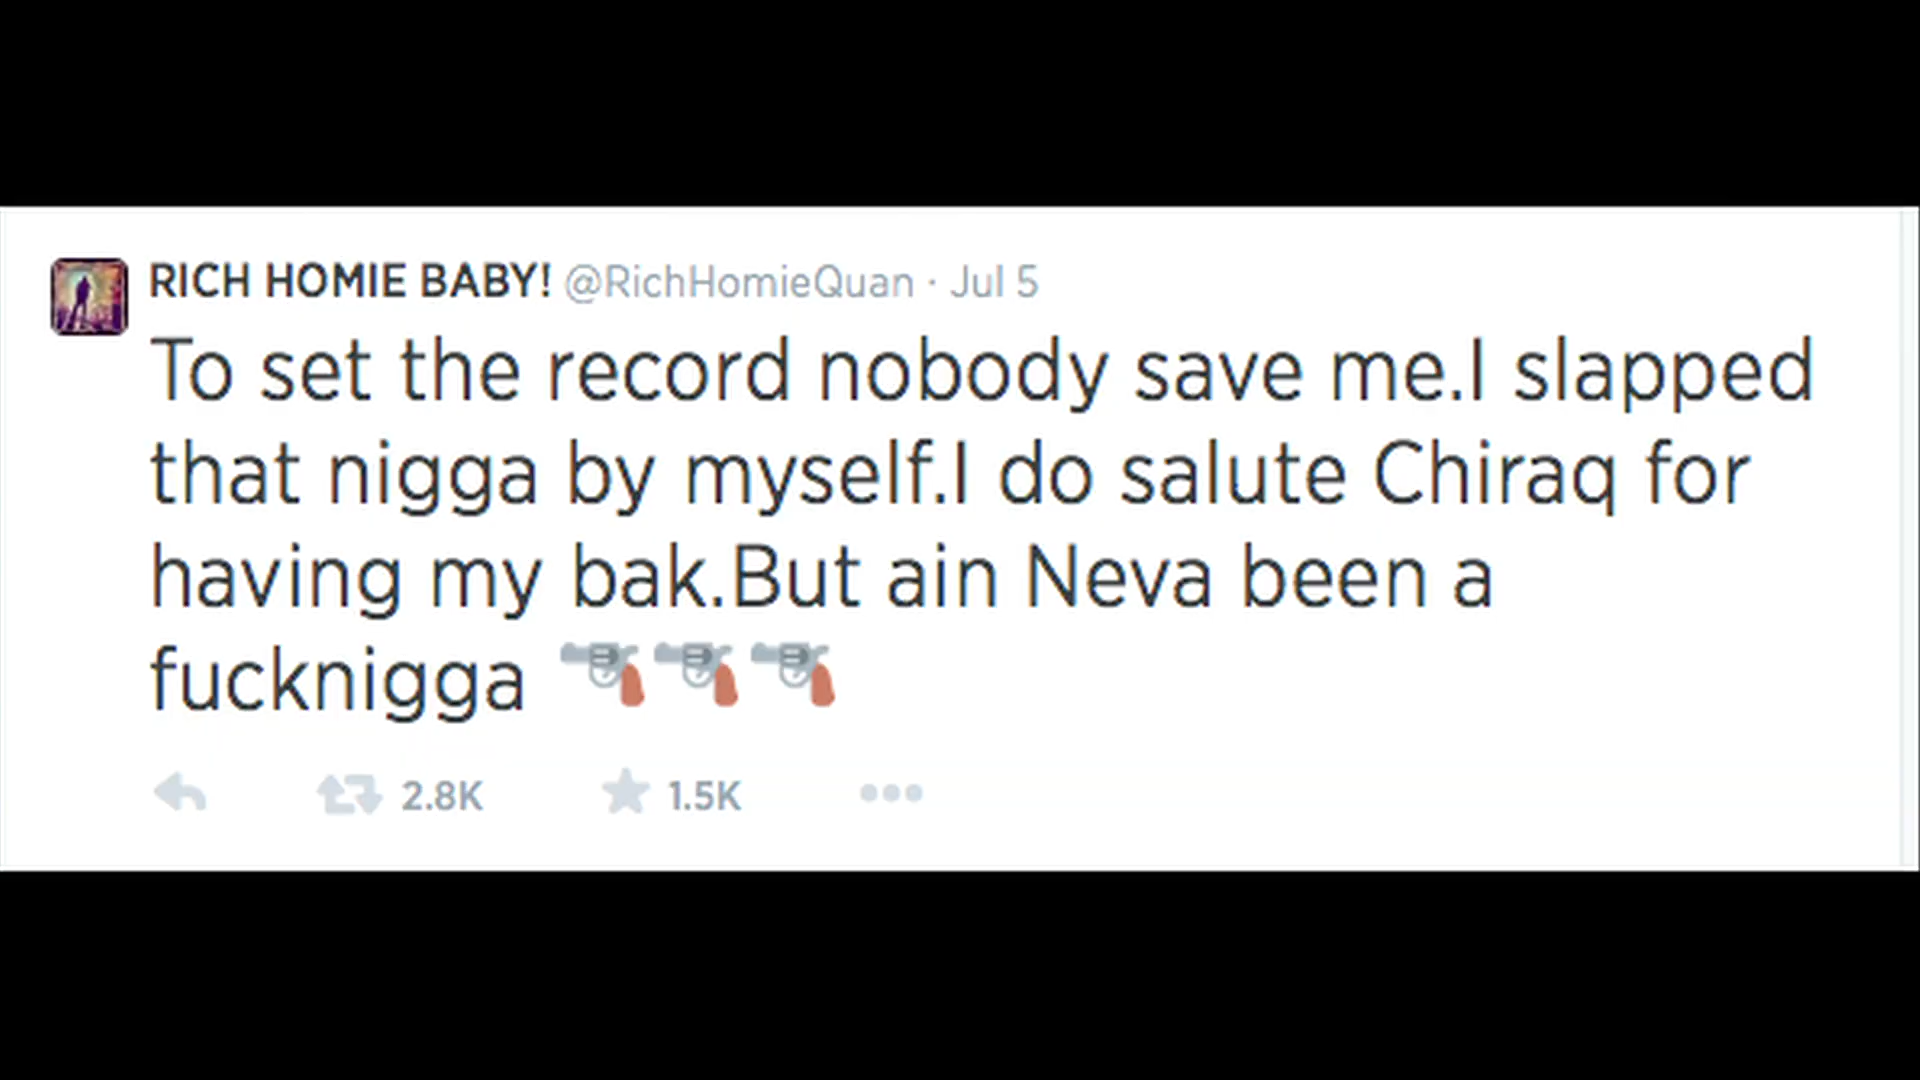 RICH HOMIE BABY! @RichHomieQuan · Jul 5
To set the record nobody save me.I slapped
that nigga by myself.I do salute Chiraq for
having my bak.But ain Neva been a
fucknigga 🔫🔫🔫
2.8K 1.5K